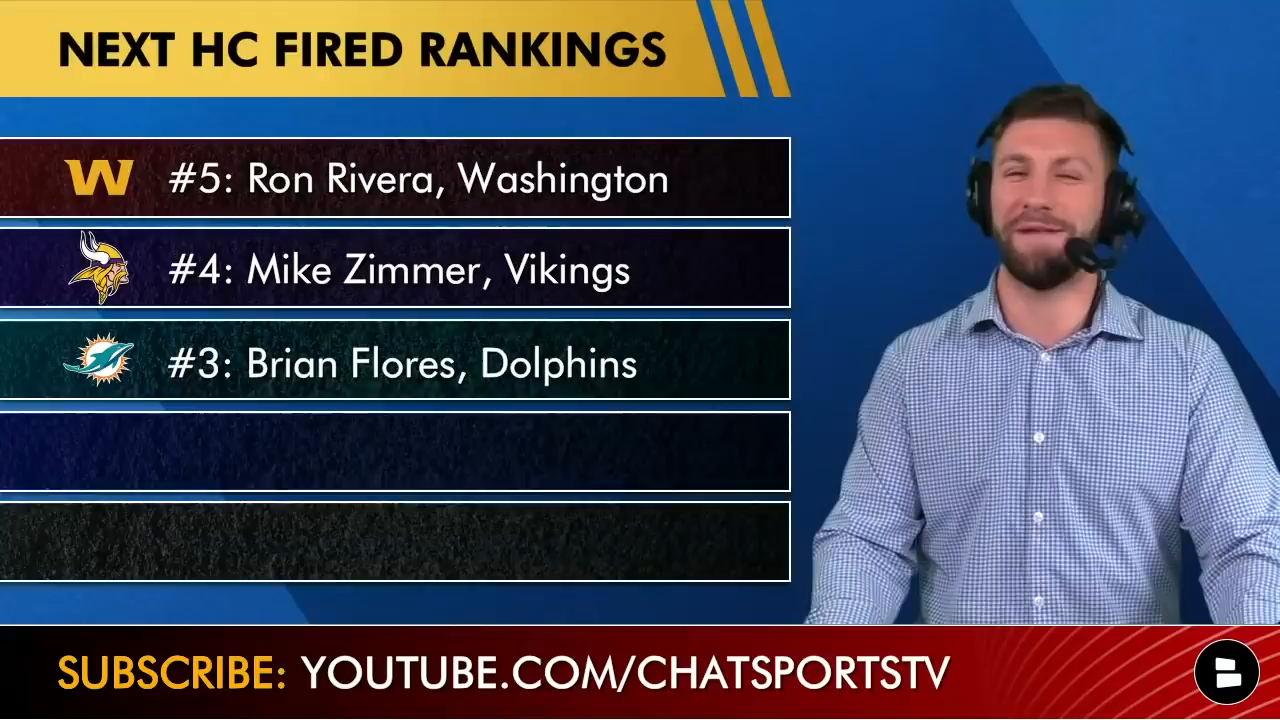 NEXT HC FIRED RANKINGS
W #5: Ron Rivera, Washington
#4: Mike Zimmer, Vikings
#3: Brian Flores, Dolphins
SUBSCRIBE: YOUTUBE.COM/CHATSPORTSTV